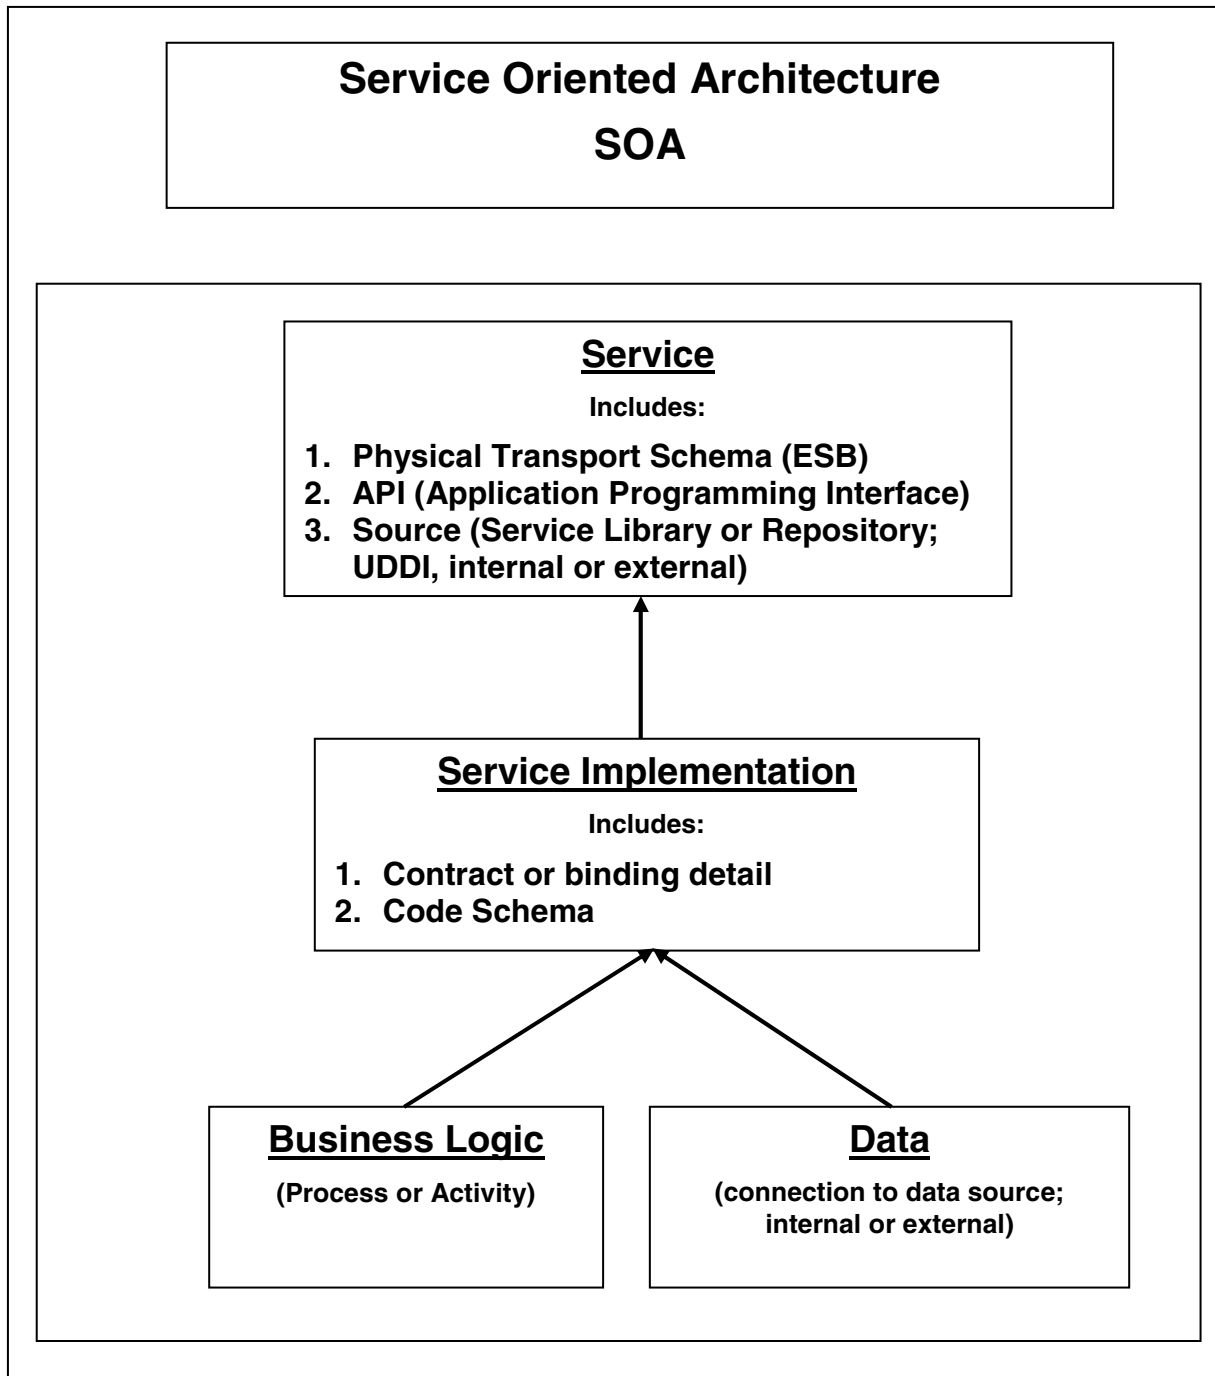 Service Oriented Architecture
SOA
Service
Includes:
1. Physical Transport Schema (ESB)
2. API (Application Programming Interface)
3. Source (Service Library or Repository;
UDDI, internal or external)
Service Implementation
Includes:
1. Contract or binding detail
2. Code Schema
Business Logic
(Process or Activity)
Data
(connection to data source;
internal or external)